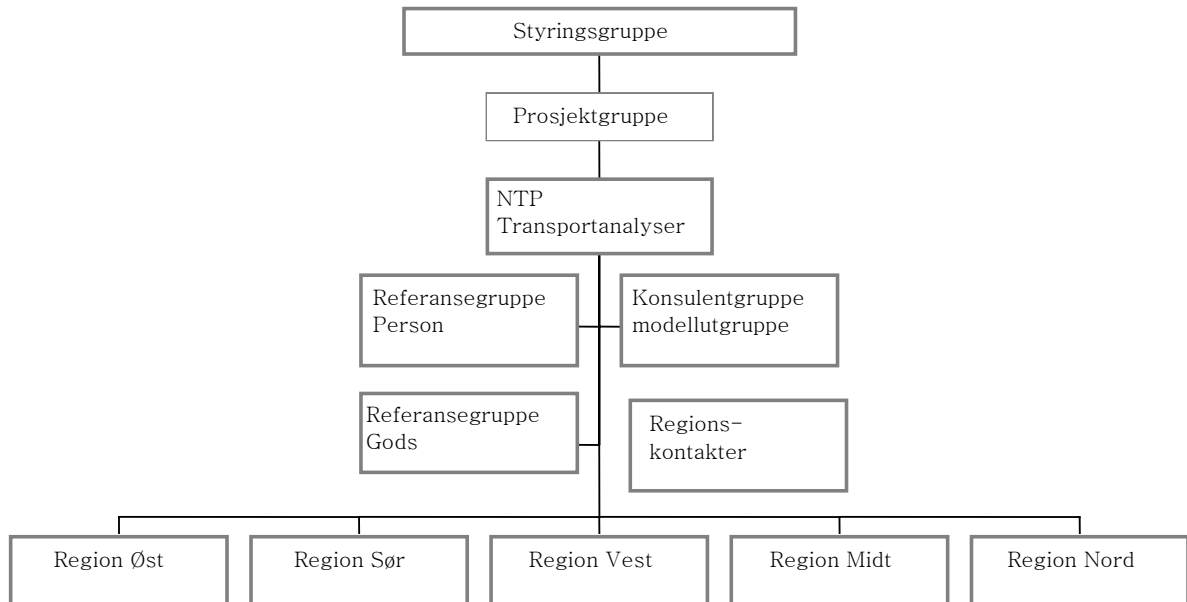 Styringsgruppe
Prosjektgruppe
NTP
Transportanalyser
Referansegruppe
Person
Konsulentgruppe
modellutgruppe
Referansegruppe
Gods
Regions-
kontakter
Region Øst
Region Sør
Region Vest
Region Midt
Region Nord